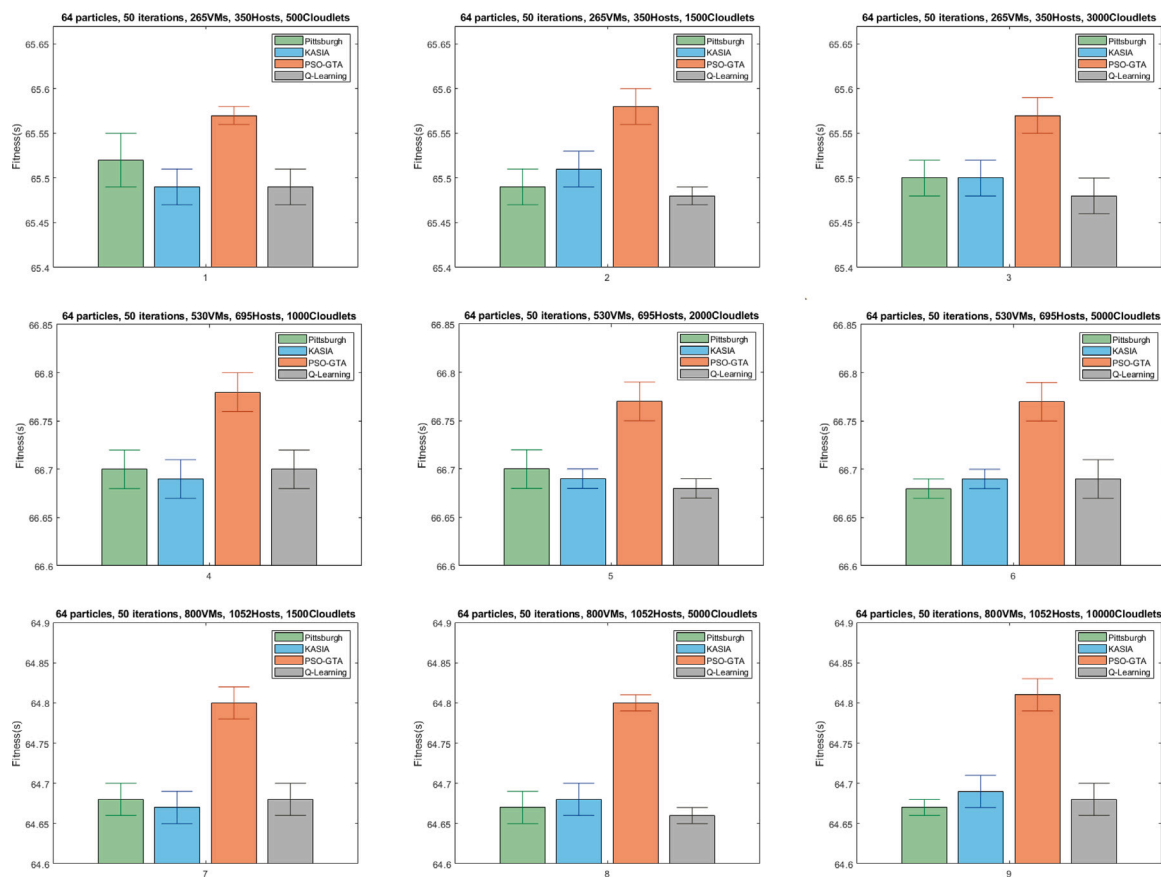 64 particles, 50 iterations, 265VMs, 350Hosts, 500Cloudlets
65.65
65.6
65.55
65.5
65.45
65.4
Fitness(s)
Pittsburgh
KASIA
PSO-GTA
Q-Learning
1
64 particles, 50 iterations, 265VMs, 350Hosts, 1500Cloudlets
65.65
65.6
65.55
65.5
65.45
65.4
Fitness(s)
Pittsburgh
KASIA
PSO-GTA
Q-Learning
2
64 particles, 50 iterations, 265VMs, 350Hosts, 3000Cloudlets
65.65
65.6
65.55
65.5
65.45
65.4
Fitness(s)
Pittsburgh
KASIA
PSO-GTA
Q-Learning
3
64 particles, 50 iterations, 530VMs, 695Hosts, 1000Cloudlets
66.85
66.8
66.75
66.7
66.65
66.6
Fitness(s)
Pittsburgh
KASIA
PSO-GTA
Q-Learning
4
64 particles, 50 iterations, 530VMs, 695Hosts, 2000Cloudlets
66.85
66.8
66.75
66.7
66.65
66.6
Fitness(s)
Pittsburgh
KASIA
PSO-GTA
Q-Learning
5
64 particles, 50 iterations, 530VMs, 695Hosts, 5000Cloudlets
66.85
66.8
66.75
66.7
66.65
66.6
Fitness(s)
Pittsburgh
KASIA
PSO-GTA
Q-Learning
6
64 particles, 50 iterations, 800VMs, 1052Hosts, 1500Cloudlets
64.9
64.85
64.8
64.75
64.7
64.65
64.6
Fitness(s)
Pittsburgh
KASIA
PSO-GTA
Q-Learning
7
64 particles, 50 iterations, 800VMs, 1052Hosts, 5000Cloudlets
64.9
64.85
64.8
64.75
64.7
64.65
64.6
Fitness(s)
Pittsburgh
KASIA
PSO-GTA
Q-Learning
8
64 particles, 50 iterations, 800VMs, 1052Hosts, 10000Cloudlets
64.9
64.85
64.8
64.75
64.7
64.65
64.6
Fitness(s)
Pittsburgh
KASIA
PSO-GTA
Q-Learning
9